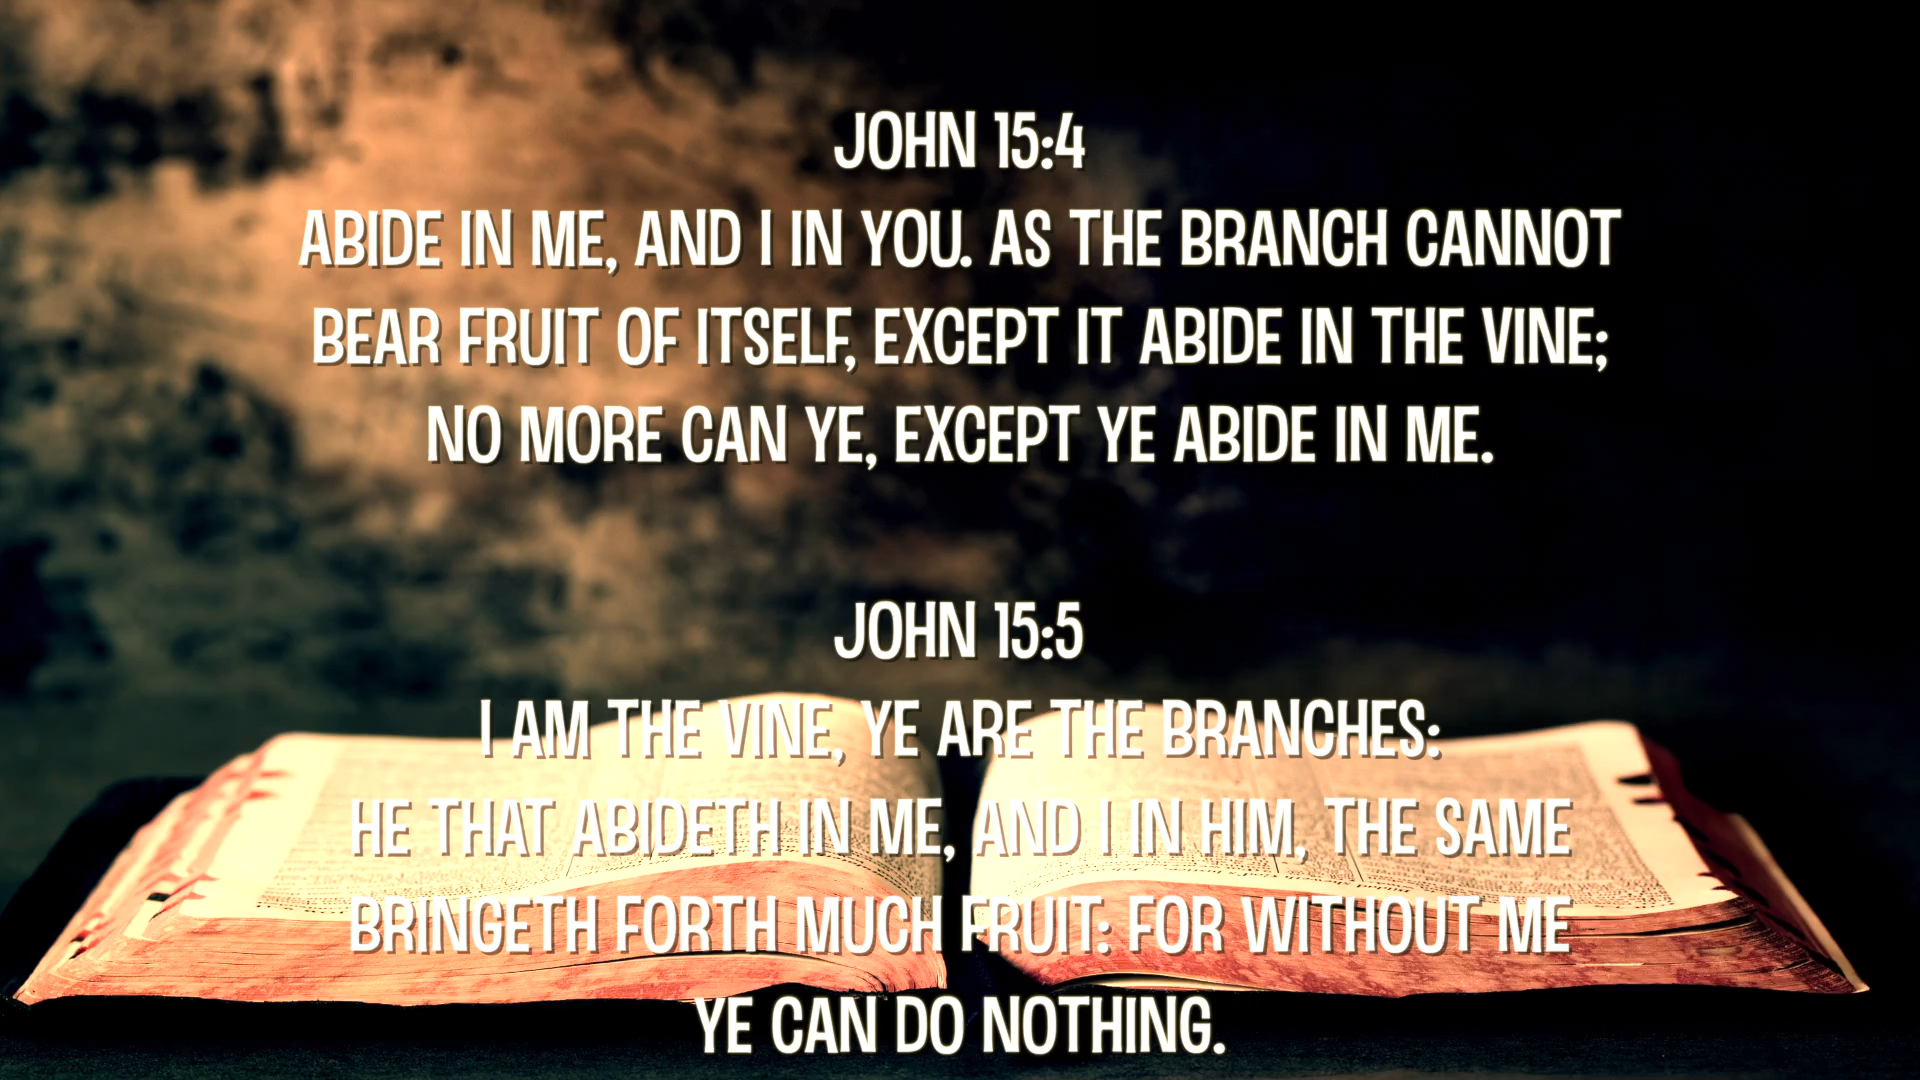 JOHN 15:4
ABIDE IN ME, AND I IN YOU. AS THE BRANCH CANNOT
BEAR FRUIT OF ITSELF, EXCEPT IT ABIDE IN THE VINE;
NO MORE CAN YE, EXCEPT YE ABIDE IN ME.
JOHN 15:5
I AM THE VINE, YE ARE THE BRANCHES:
HE THAT ABIDETH IN ME, AND I IN HIM, THE SAME
BRINGETH FORTH MUCH FRUIT: FOR WITHOUT ME
YE CAN DO NOTHING.